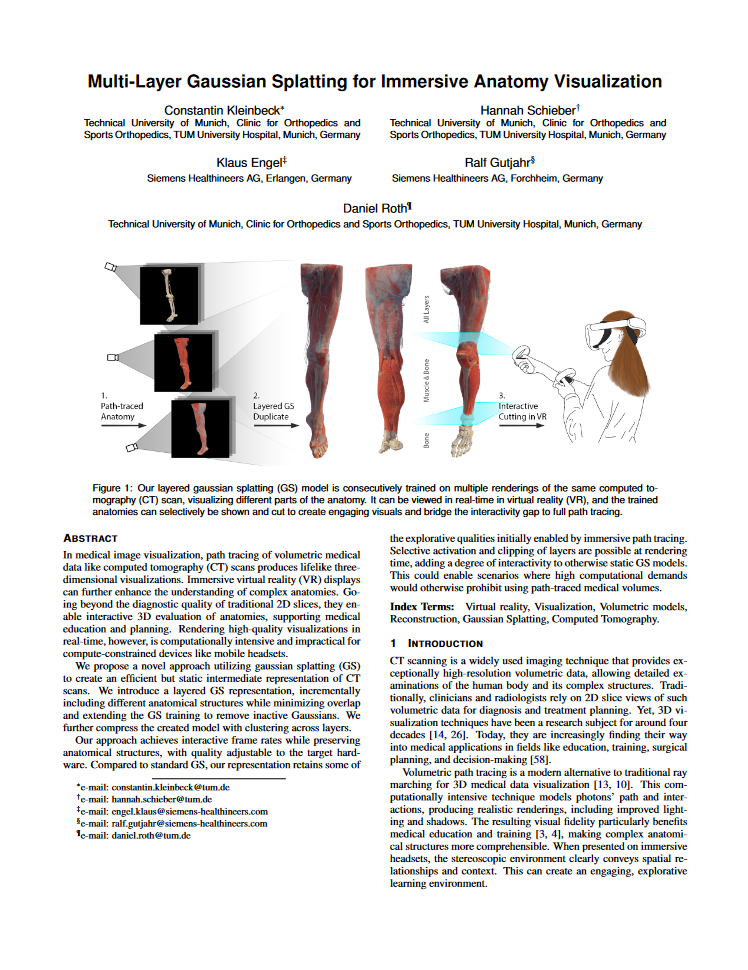 Multi-Layer Gaussian Splatting for Immersive Anatomy Visualization
Constantin Kleinbeck*
Technical University of Munich, Clinic for Orthopedics and
Sports Orthopedics, TUM University Hospital, Munich, Germany
Hannah Schieber†
Technical University of Munich, Clinic for Orthopedics and
Sports Orthopedics, TUM University Hospital, Munich, Germany
Klaus Engel‡
Siemens Healthineers AG, Erlangen, Germany
Ralf Gutjahr§
Siemens Healthineers AG, Forchheim, Germany
Daniel Roth¶
Technical University of Munich, Clinic for Orthopedics and Sports Orthopedics, TUM University Hospital, Munich, Germany
1.
Path-traced
Anatomy
2.
Layered GS
Duplicate
All Layers
Muscle & Bone
Bone
3.
Interactive
Cutting in VR
Figure 1: Our layered gaussian splatting (GS) model is consecutively trained on multiple renderings of the same computed to-
mography (CT) scan, visualizing different parts of the anatomy. It can be viewed in real-time in virtual reality (VR), and the trained
anatomies can selectively be shown and cut to create engaging visuals and bridge the interactivity gap to full path tracing.
ABSTRACT
In medical image visualization, path tracing of volumetric medical
data like computed tomography (CT) scans produces lifelike three-
dimensional visualizations. Immersive virtual reality (VR) displays
can further enhance the understanding of complex anatomies. Go-
ing beyond the diagnostic quality of traditional 2D slices, they en-
able interactive 3D evaluation of anatomies, supporting medical
education and planning. Rendering high-quality visualizations in
real-time, however, is computationally intensive and impractical for
compute-constrained devices like mobile headsets.
We propose a novel approach utilizing gaussian splatting (GS)
to create an efficient but static intermediate representation of CT
scans. We introduce a layered GS representation, incrementally
including different anatomical structures while minimizing overlap
and extending the GS training to remove inactive Gaussians. We
further compress the created model with clustering across layers.
Our approach achieves interactive frame rates while preserving
anatomical structures, with quality adjustable to the target hard-
ware. Compared to standard GS, our representation retains some of
*e-mail: constantin.kleinbeck@tum.de
†e-mail: hannah.schieber@tum.de
‡e-mail: engel.klaus@siemens-healthineers.com
§e-mail: ralf.gutjahr@siemens-healthineers.com
¶e-mail: daniel.roth@tum.de
the explorative qualities initially enabled by immersive path tracing.
Selective activation and clipping of layers are possible at rendering
time, adding a degree of interactivity to otherwise static GS models.
This could enable scenarios where high computational demands
would otherwise prohibit using path-traced medical volumes.
Index Terms: Virtual reality, Visualization, Volumetric models,
Reconstruction, Gaussian Splatting, Computed Tomography.
1 INTRODUCTION
CT scanning is a widely used imaging technique that provides ex-
ceptionally high-resolution volumetric data, allowing detailed ex-
aminations of the human body and its complex structures. Tradi-
tionally, clinicians and radiologists rely on 2D slice views of such
volumetric data for diagnosis and treatment planning. Yet, 3D vi-
sualization techniques have been a research subject for around four
decades [14, 26]. Today, they are increasingly finding their way
into medical applications in fields like education, training, surgical
planning, and decision-making [58].
Volumetric path tracing is a modern alternative to traditional ray
marching for 3D medical data visualization [13, 10]. This com-
putationally intensive technique models photons' path and inter-
actions, producing realistic renderings, including improved light-
ing and shadows. The resulting visual fidelity particularly benefits
medical education and training [3, 4], making complex anatomi-
cal structures more comprehensible. When presented on immersive
headsets, the stereoscopic environment clearly conveys spatial re-
lationships and context. This can create an engaging, explorative
learning environment.